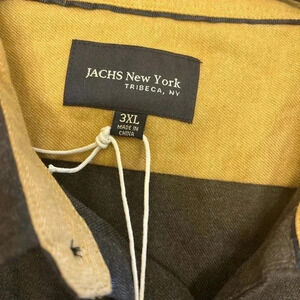 JACHS New York
TRIBECA, NY
3XL
MADE IN
CHINA